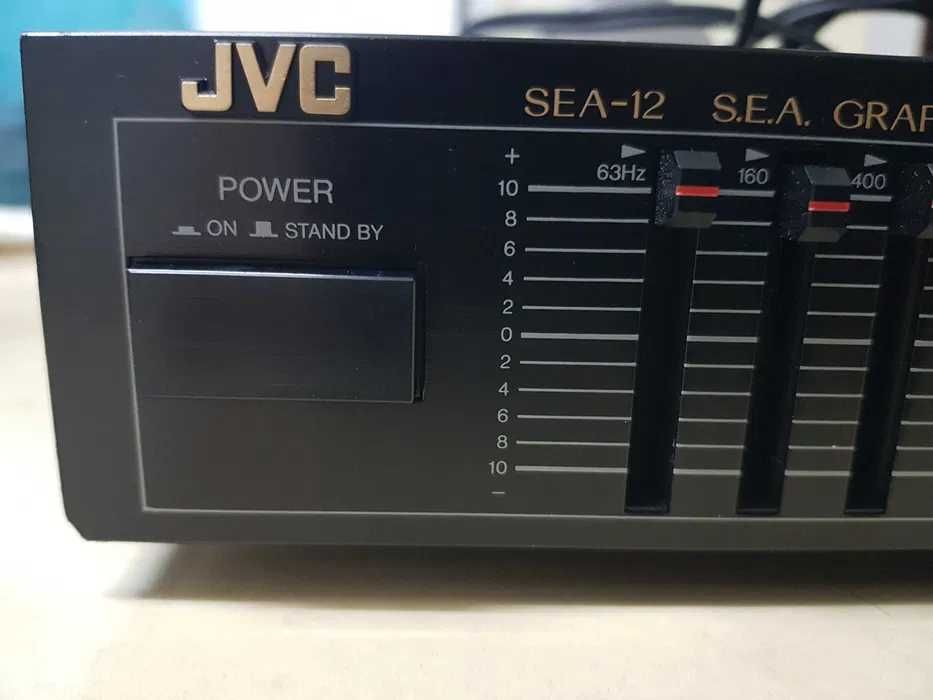 JVC
SEA-12 S.E.A. GRAP
POWER
ON STAND BY
+
63Hz 160 400
10
8
6
4
2
0
2
4
6
8
10
−